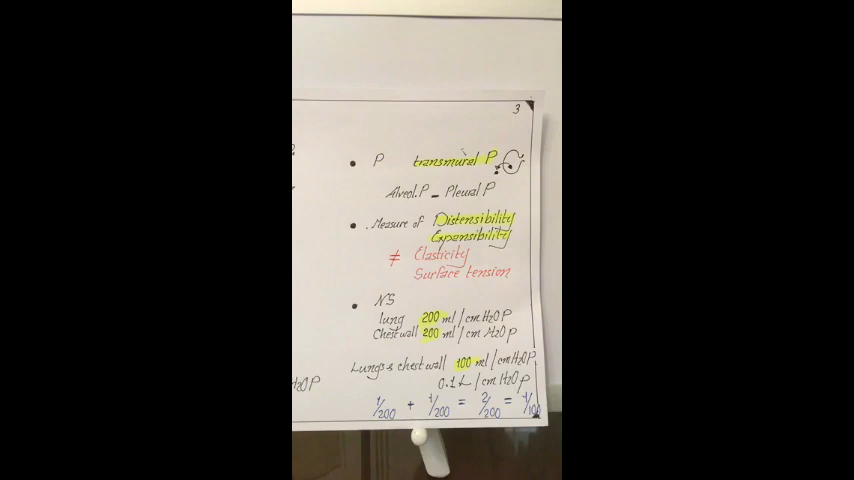 3
• P transmural P
Alveol.P - Pleural P
• . Measure of Distensibility
Expansibility
≠ Elasticity
Surface tension
• NS
lung 200 ml / cm H2O P
Chest wall 200 ml / cm H2O P
Lungs & chest wall 100 ml / cm H2O P
0.1 L / cm H2O P
H2O P
1/200 + 1/200 = 2/200 = 1/100